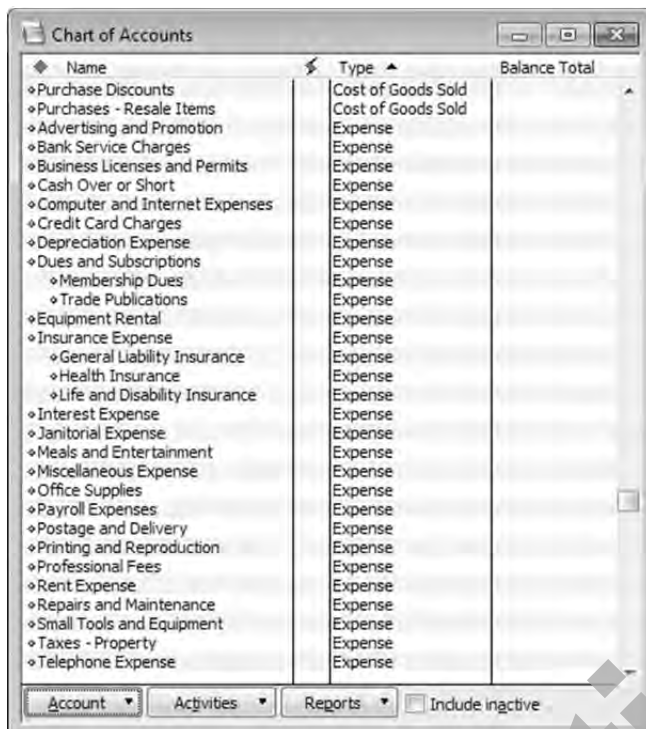 Chart of Accounts
Name Type Balance Total
Purchase Discounts Cost of Goods Sold
Purchases - Resale Items Cost of Goods Sold
Advertising and Promotion Expense
Bank Service Charges Expense
Business Licenses and Permits Expense
Cash Over or Short Expense
Computer and Internet Expenses Expense
Credit Card Charges Expense
Depreciation Expense Expense
Dues and Subscriptions Expense
Membership Dues Expense
Trade Publications Expense
Equipment Rental Expense
Insurance Expense Expense
General Liability Insurance Expense
Health Insurance Expense
Life and Disability Insurance Expense
Interest Expense Expense
Janitorial Expense Expense
Meals and Entertainment Expense
Miscellaneous Expense Expense
Office Supplies Expense
Payroll Expenses Expense
Postage and Delivery Expense
Printing and Reproduction Expense
Professional Fees Expense
Rent Expense Expense
Repairs and Maintenance Expense
Small Tools and Equipment Expense
Taxes - Property Expense
Telephone Expense Expense
Account Activities Reports Include inactive